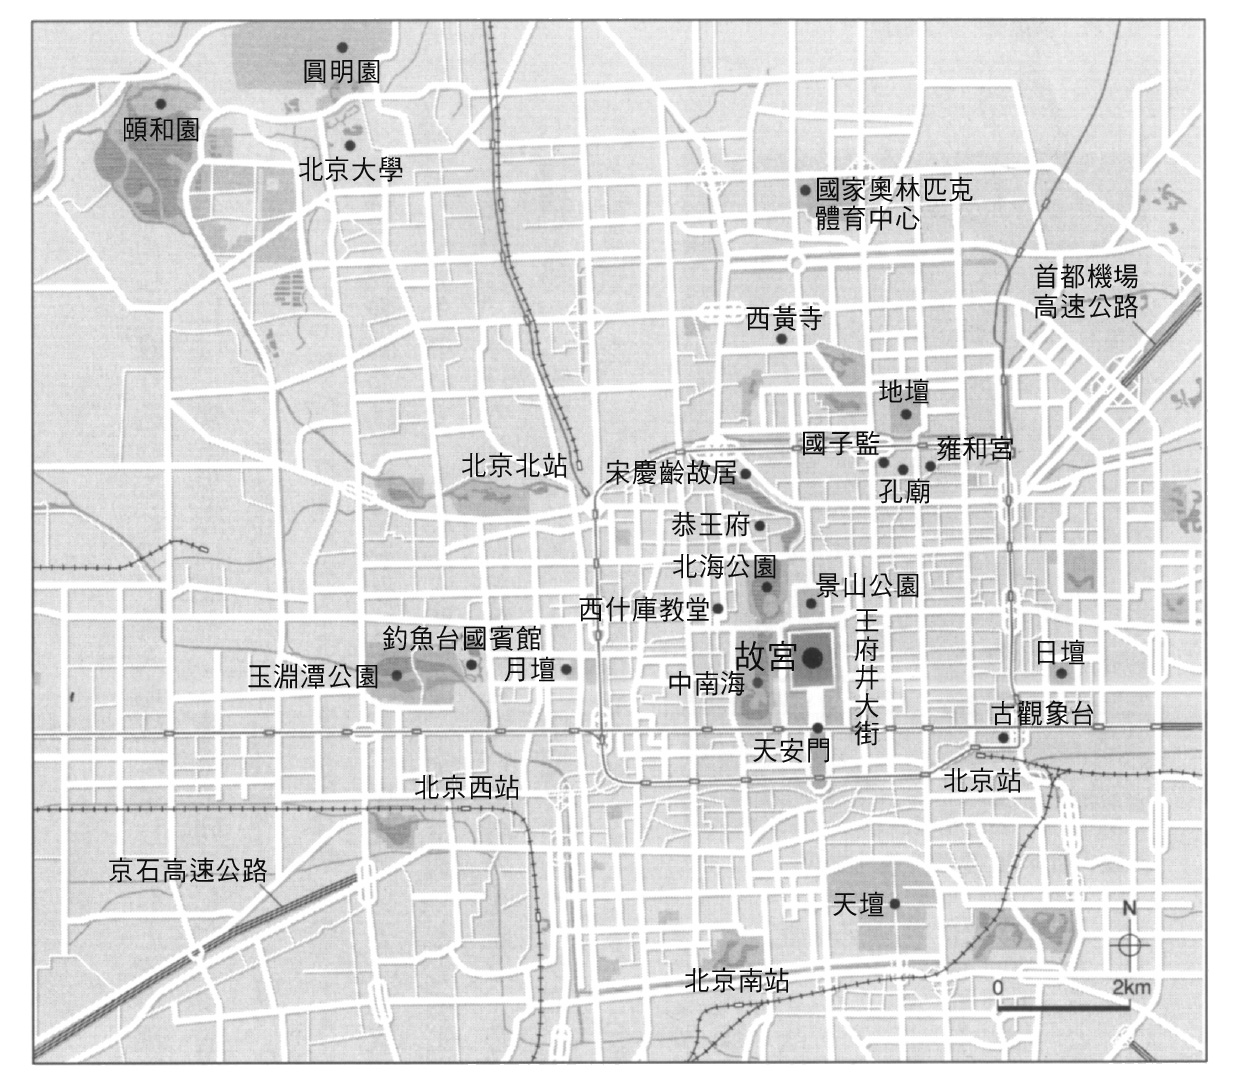 圓明園
頤和園
北京大學
國家奧林匹克
體育中心
首都機場
高速公路
西黃寺
地壇
國子監
雍和宮
孔廟
北京北站
宋慶齡故居
恭王府
北海公園
景山公園
西什庫教堂
王府井大街
釣魚台國賓館
玉淵潭公園
月壇
故宮
中南海
日壇
古觀象台
天安門
北京站
北京西站
京石高速公路
天壇
北京南站
N
0 2km